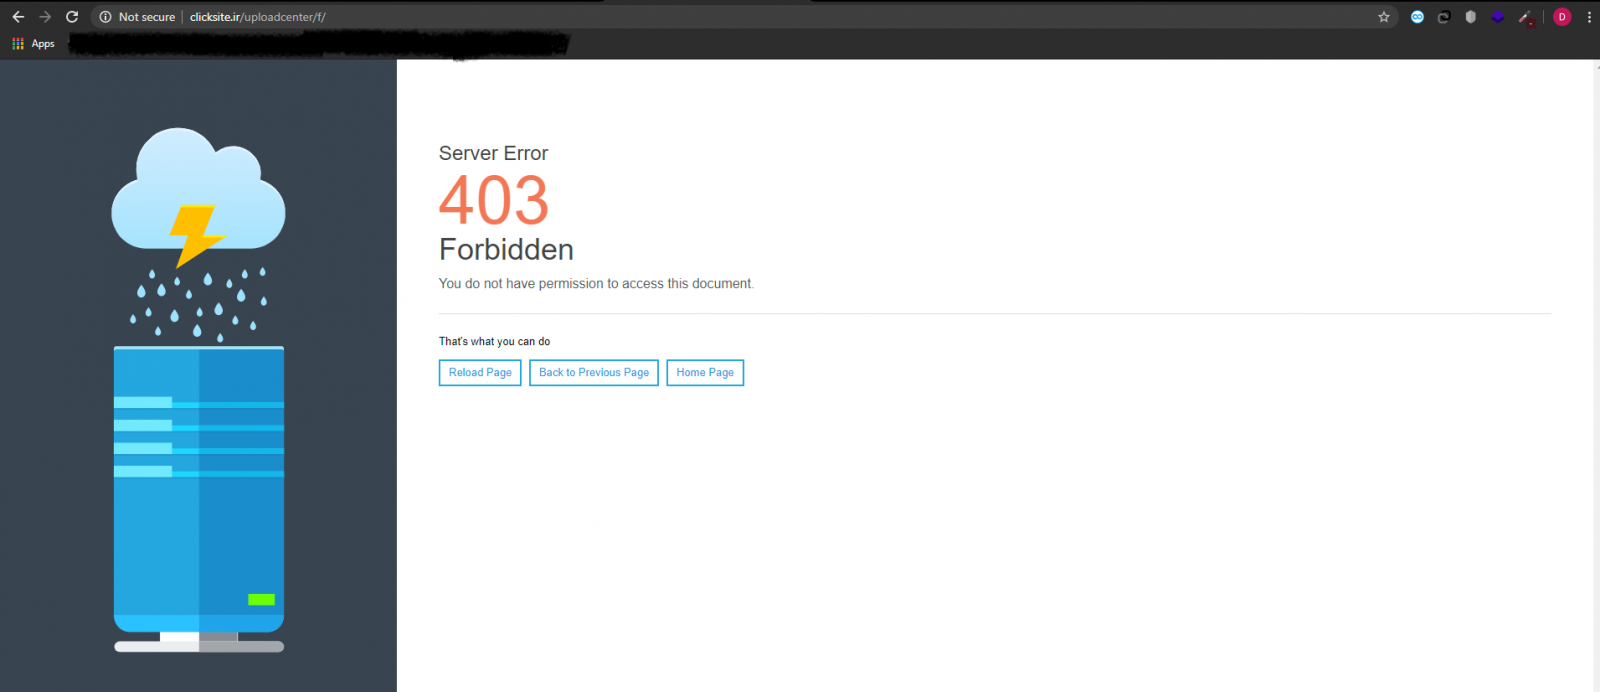 Not secure | clicksite.ir/uploadcenter/f/
D
Apps
Server Error
403
Forbidden
You do not have permission to access this document.
That's what you can do
Reload Page Back to Previous Page Home Page